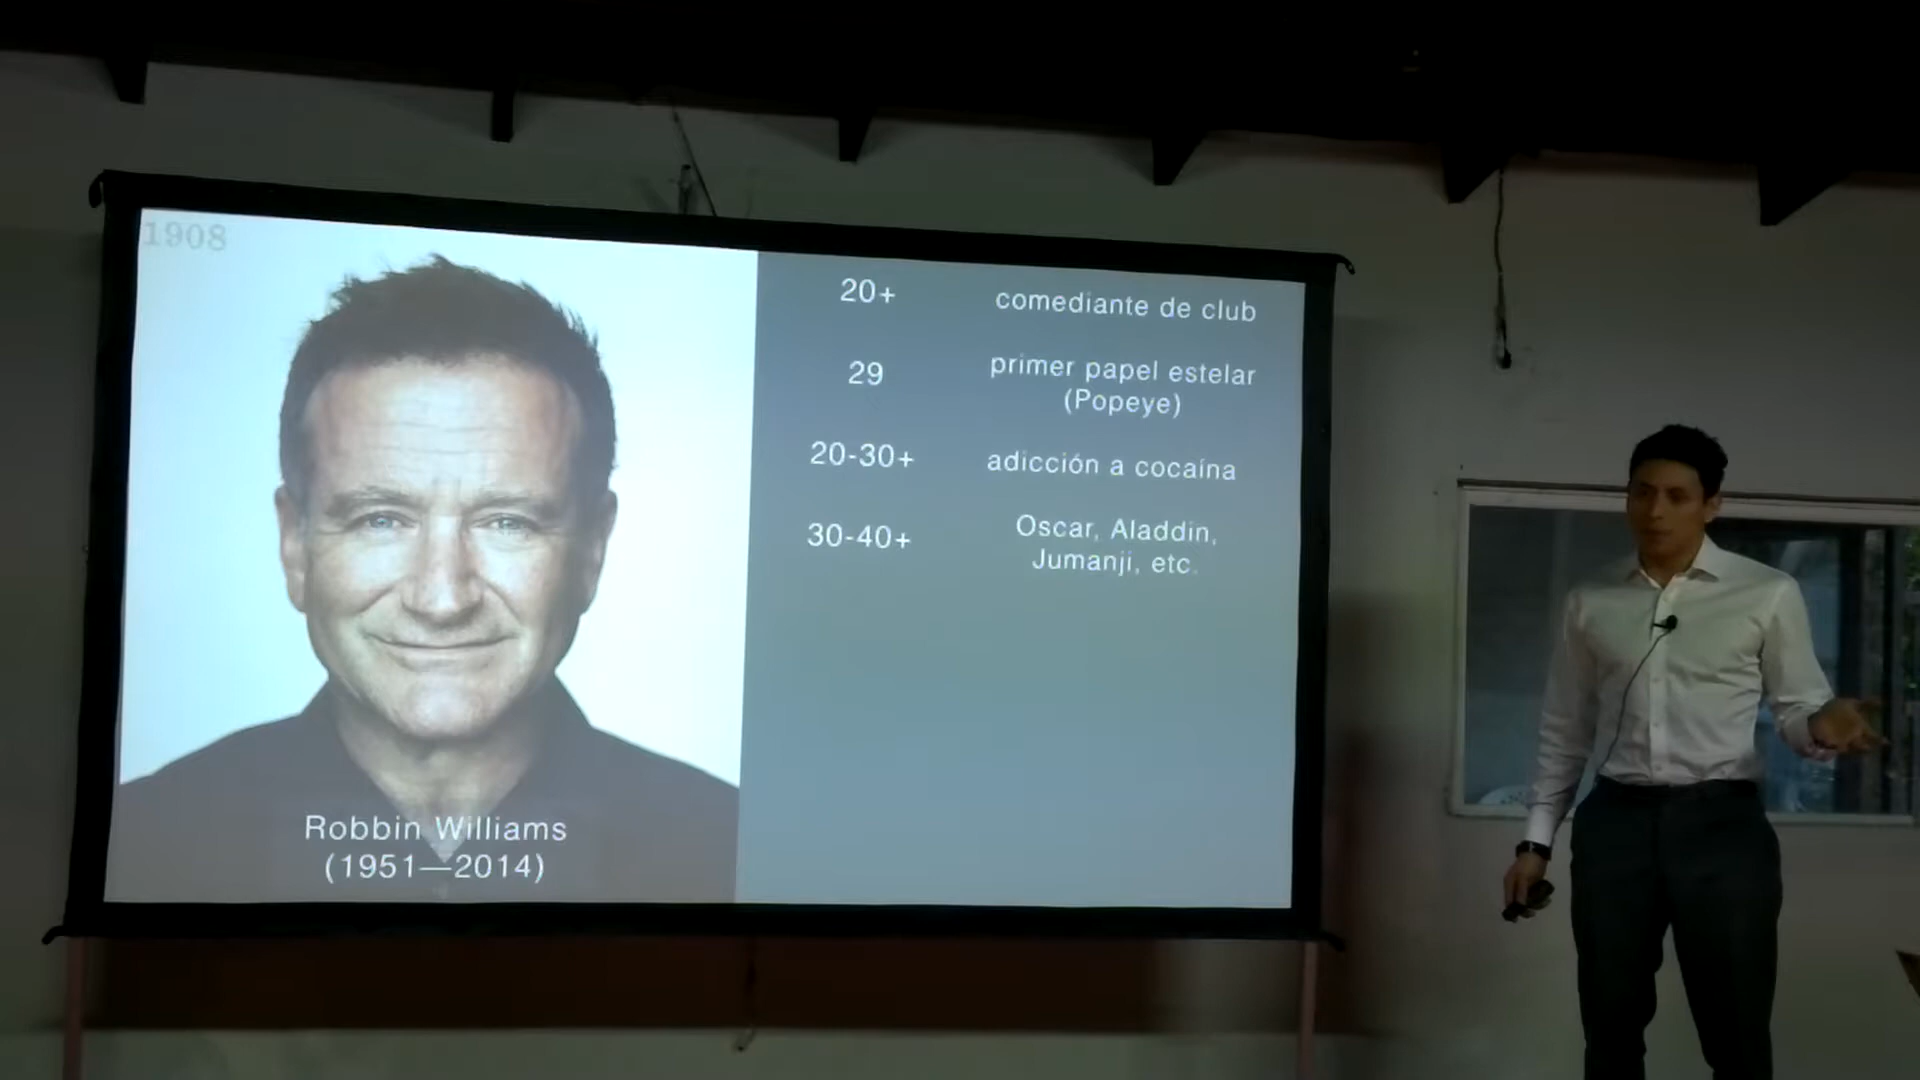 1908
20+
comediante de club
29
primer papel estelar
(Popeye)
20-30+
adicción a cocaína
30-40+
Oscar, Aladdin,
Jumanji, etc.
Robbin Williams
(1951—2014)